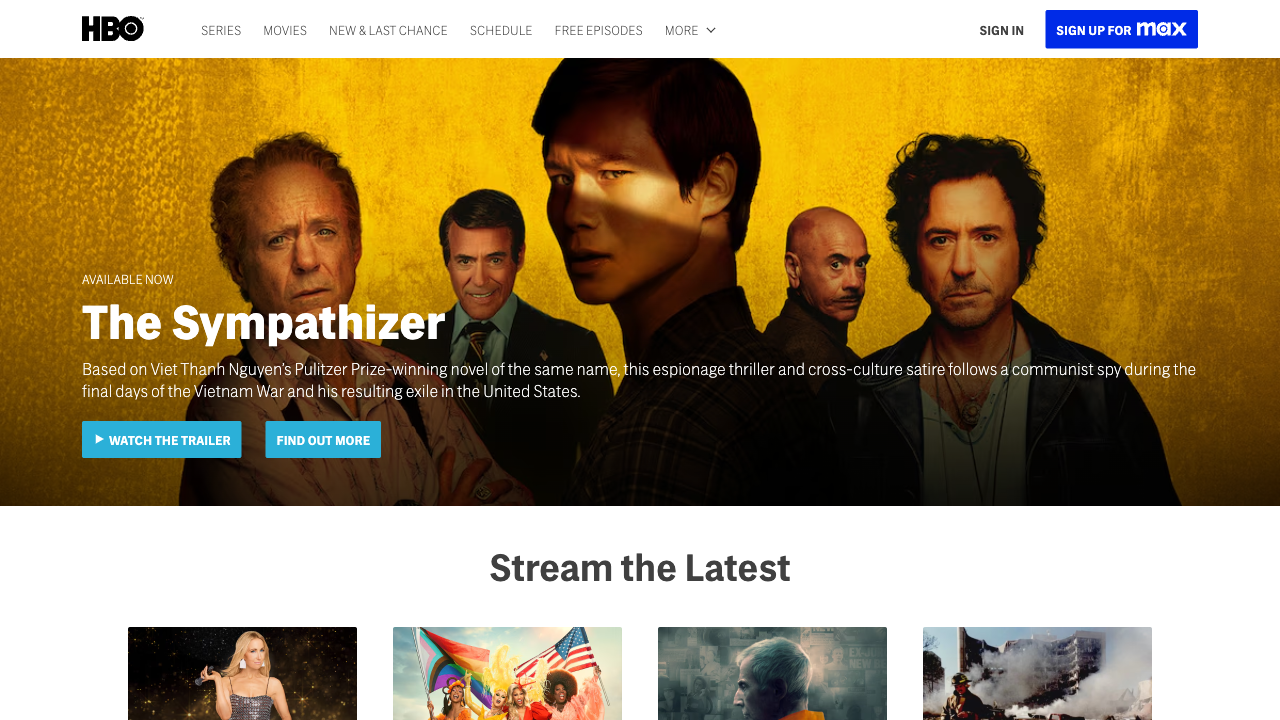 HBO
SERIES
MOVIES
NEW & LAST CHANCE
SCHEDULE
FREE EPISODES
MORE
SIGN IN
SIGN UP FOR max
AVAILABLE NOW
The Sympathizer
Based on Viet Thanh Nguyen's Pulitzer Prize-winning novel of the same name, this espionage thriller and cross-culture satire follows a communist spy during the
final days of the Vietnam War and his resulting exile in the United States.
WATCH THE TRAILER
FIND OUT MORE
Stream the Latest